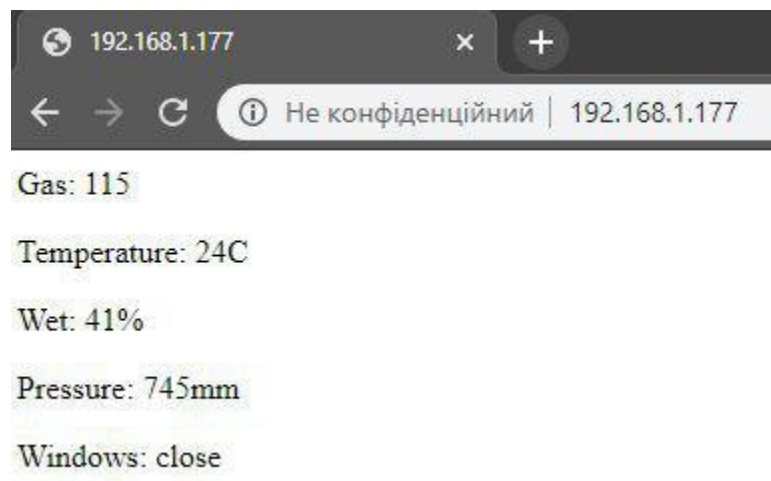 192.168.1.177
Не конфіденційний | 192.168.1.177
Gas: 115
Temperature: 24C
Wet: 41%
Pressure: 745mm
Windows: close